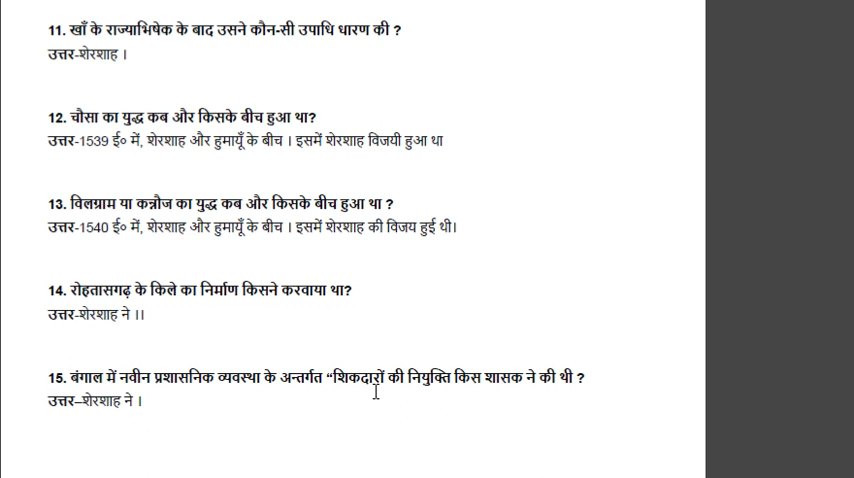 11. खाँ के राज्याभिषेक के बाद उसने कौन-सी उपाधि धारण की ?
उत्तर-शेरशाह ।
12. चौसा का युद्ध कब और किसके बीच हुआ था?
उत्तर-1539 ई० में, शेरशाह और हुमायूँ के बीच । इसमें शेरशाह विजयी हुआ था
13. विलग्राम या कन्नौज का युद्ध कब और किसके बीच हुआ था ?
उत्तर-1540 ई० में, शेरशाह और हुमायूँ के बीच । इसमें शेरशाह की विजय हुई थी।
14. रोहतासगढ़ के किले का निर्माण किसने करवाया था?
उत्तर-शेरशाह ने ।।
15. बंगाल में नवीन प्रशासनिक व्यवस्था के अन्तर्गत “शिकदारों की नियुक्ति किस शासक ने की थी ?
उत्तर–शेरशाह ने ।